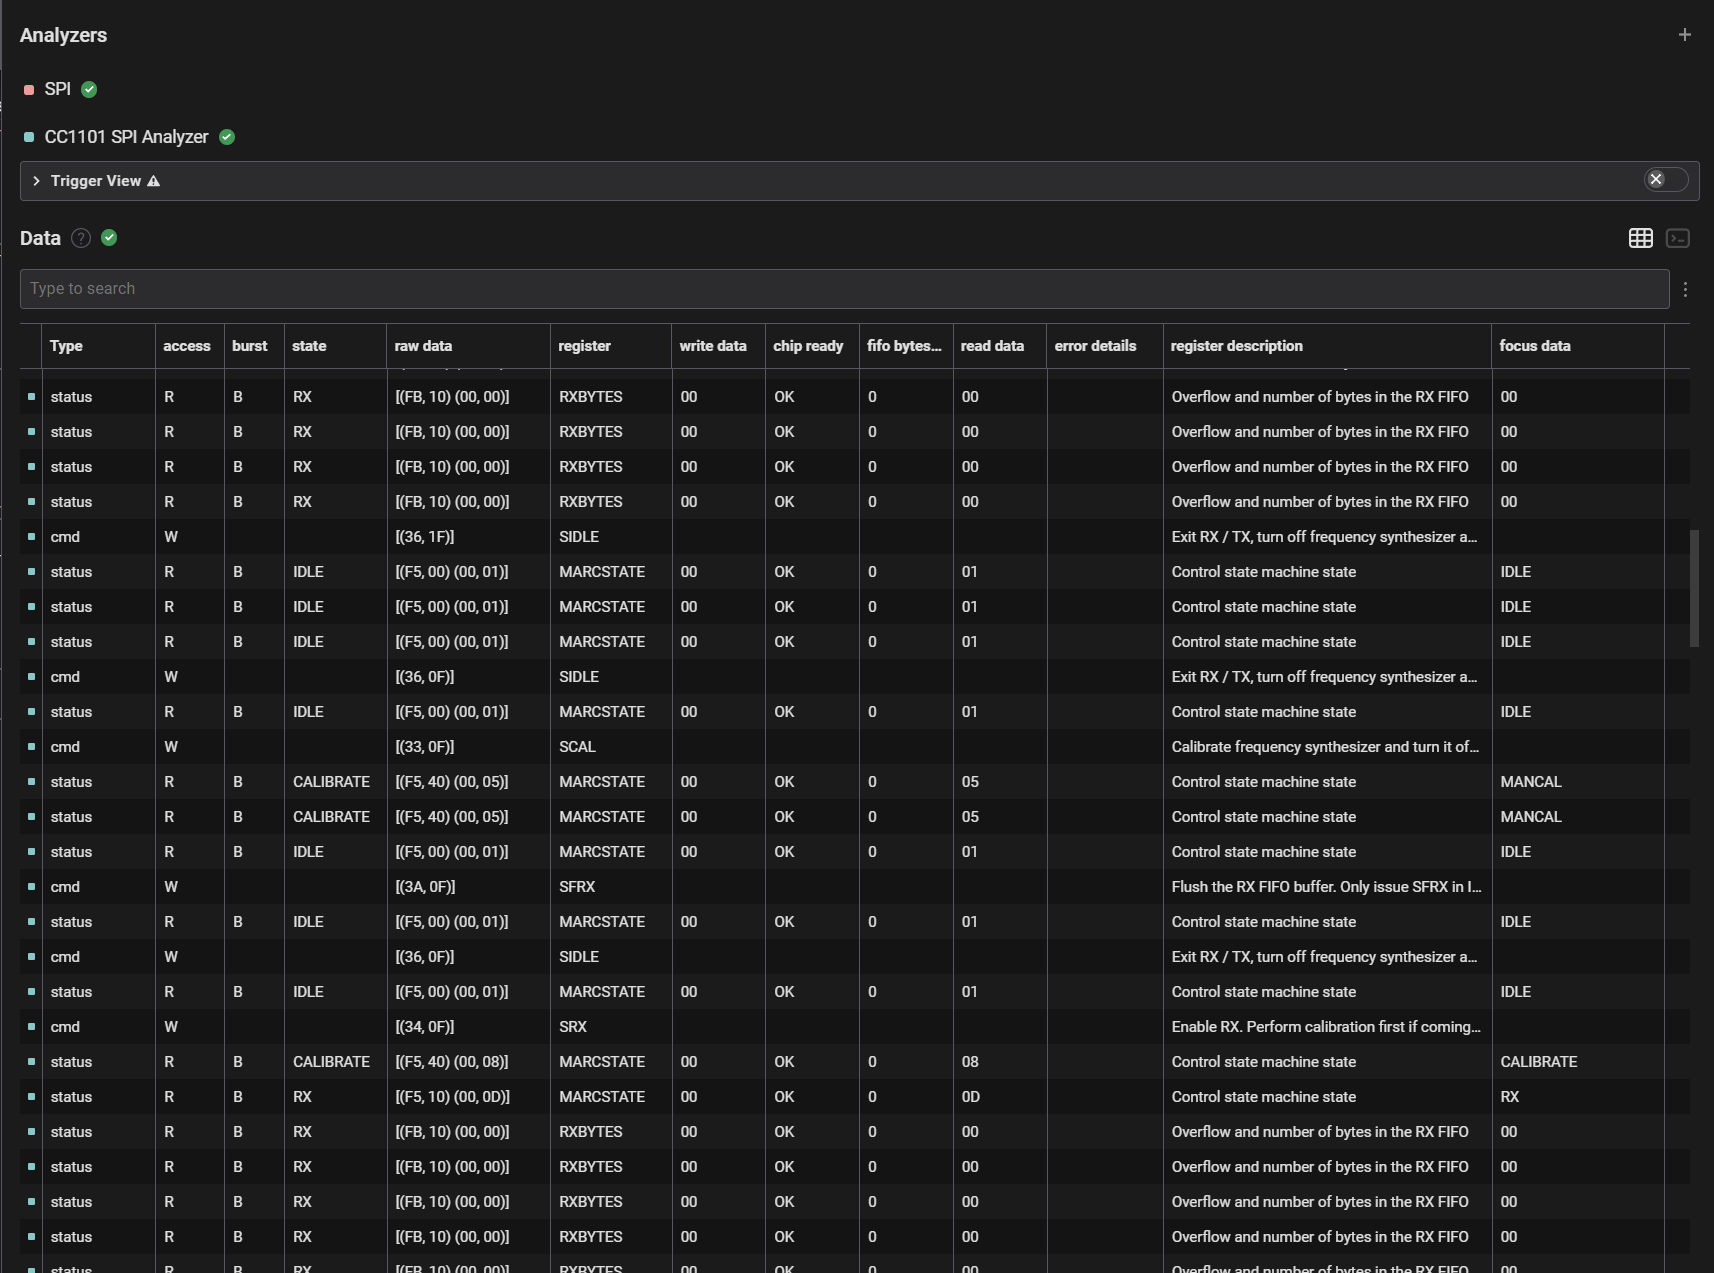 Analyzers
SPI
CC1101 SPI Analyzer
Trigger View
Data ?
Type to search
Type access burst state raw data register write data chip ready fifo bytes... read data error details register description focus data
status R B RX [(FB, 10) (00, 00)] RXBYTES 00 OK 0 00 Overflow and number of bytes in the RX FIFO 00
status R B RX [(FB, 10) (00, 00)] RXBYTES 00 OK 0 00 Overflow and number of bytes in the RX FIFO 00
status R B RX [(FB, 10) (00, 00)] RXBYTES 00 OK 0 00 Overflow and number of bytes in the RX FIFO 00
status R B RX [(FB, 10) (00, 00)] RXBYTES 00 OK 0 00 Overflow and number of bytes in the RX FIFO 00
cmd W [(36, 1F)] SIDLE Exit RX / TX, turn off frequency synthesizer a...
status R B IDLE [(F5, 00) (00, 01)] MARCSTATE 00 OK 0 01 Control state machine state IDLE
status R B IDLE [(F5, 00) (00, 01)] MARCSTATE 00 OK 0 01 Control state machine state IDLE
status R B IDLE [(F5, 00) (00, 01)] MARCSTATE 00 OK 0 01 Control state machine state IDLE
cmd W [(36, 0F)] SIDLE Exit RX / TX, turn off frequency synthesizer a...
status R B IDLE [(F5, 00) (00, 01)] MARCSTATE 00 OK 0 01 Control state machine state IDLE
cmd W [(33, 0F)] SCAL Calibrate frequency synthesizer and turn it of...
status R B CALIBRATE [(F5, 40) (00, 05)] MARCSTATE 00 OK 0 05 Control state machine state MANCAL
status R B CALIBRATE [(F5, 40) (00, 05)] MARCSTATE 00 OK 0 05 Control state machine state MANCAL
status R B IDLE [(F5, 00) (00, 01)] MARCSTATE 00 OK 0 01 Control state machine state IDLE
cmd W [(3A, 0F)] SFRX Flush the RX FIFO buffer. Only issue SFRX in I...
status R B IDLE [(F5, 00) (00, 01)] MARCSTATE 00 OK 0 01 Control state machine state IDLE
cmd W [(36, 0F)] SIDLE Exit RX / TX, turn off frequency synthesizer a...
status R B IDLE [(F5, 00) (00, 01)] MARCSTATE 00 OK 0 01 Control state machine state IDLE
cmd W [(34, 0F)] SRX Enable RX. Perform calibration first if coming...
status R B CALIBRATE [(F5, 40) (00, 08)] MARCSTATE 00 OK 0 08 Control state machine state CALIBRATE
status R B RX [(F5, 10) (00, 0D)] MARCSTATE 00 OK 0 0D Control state machine state RX
status R B RX [(FB, 10) (00, 00)] RXBYTES 00 OK 0 00 Overflow and number of bytes in the RX FIFO 00
status R B RX [(FB, 10) (00, 00)] RXBYTES 00 OK 0 00 Overflow and number of bytes in the RX FIFO 00
status R B RX [(FB, 10) (00, 00)] RXBYTES 00 OK 0 00 Overflow and number of bytes in the RX FIFO 00
status R B RX [(FB, 10) (00, 00)] RXBYTES 00 OK 0 00 Overflow and number of bytes in the RX FIFO 00
status R B RX [(FB, 10) (00, 00)] RXBYTES 00 OK 0 00 Overflow and number of bytes in the RX FIFO 00